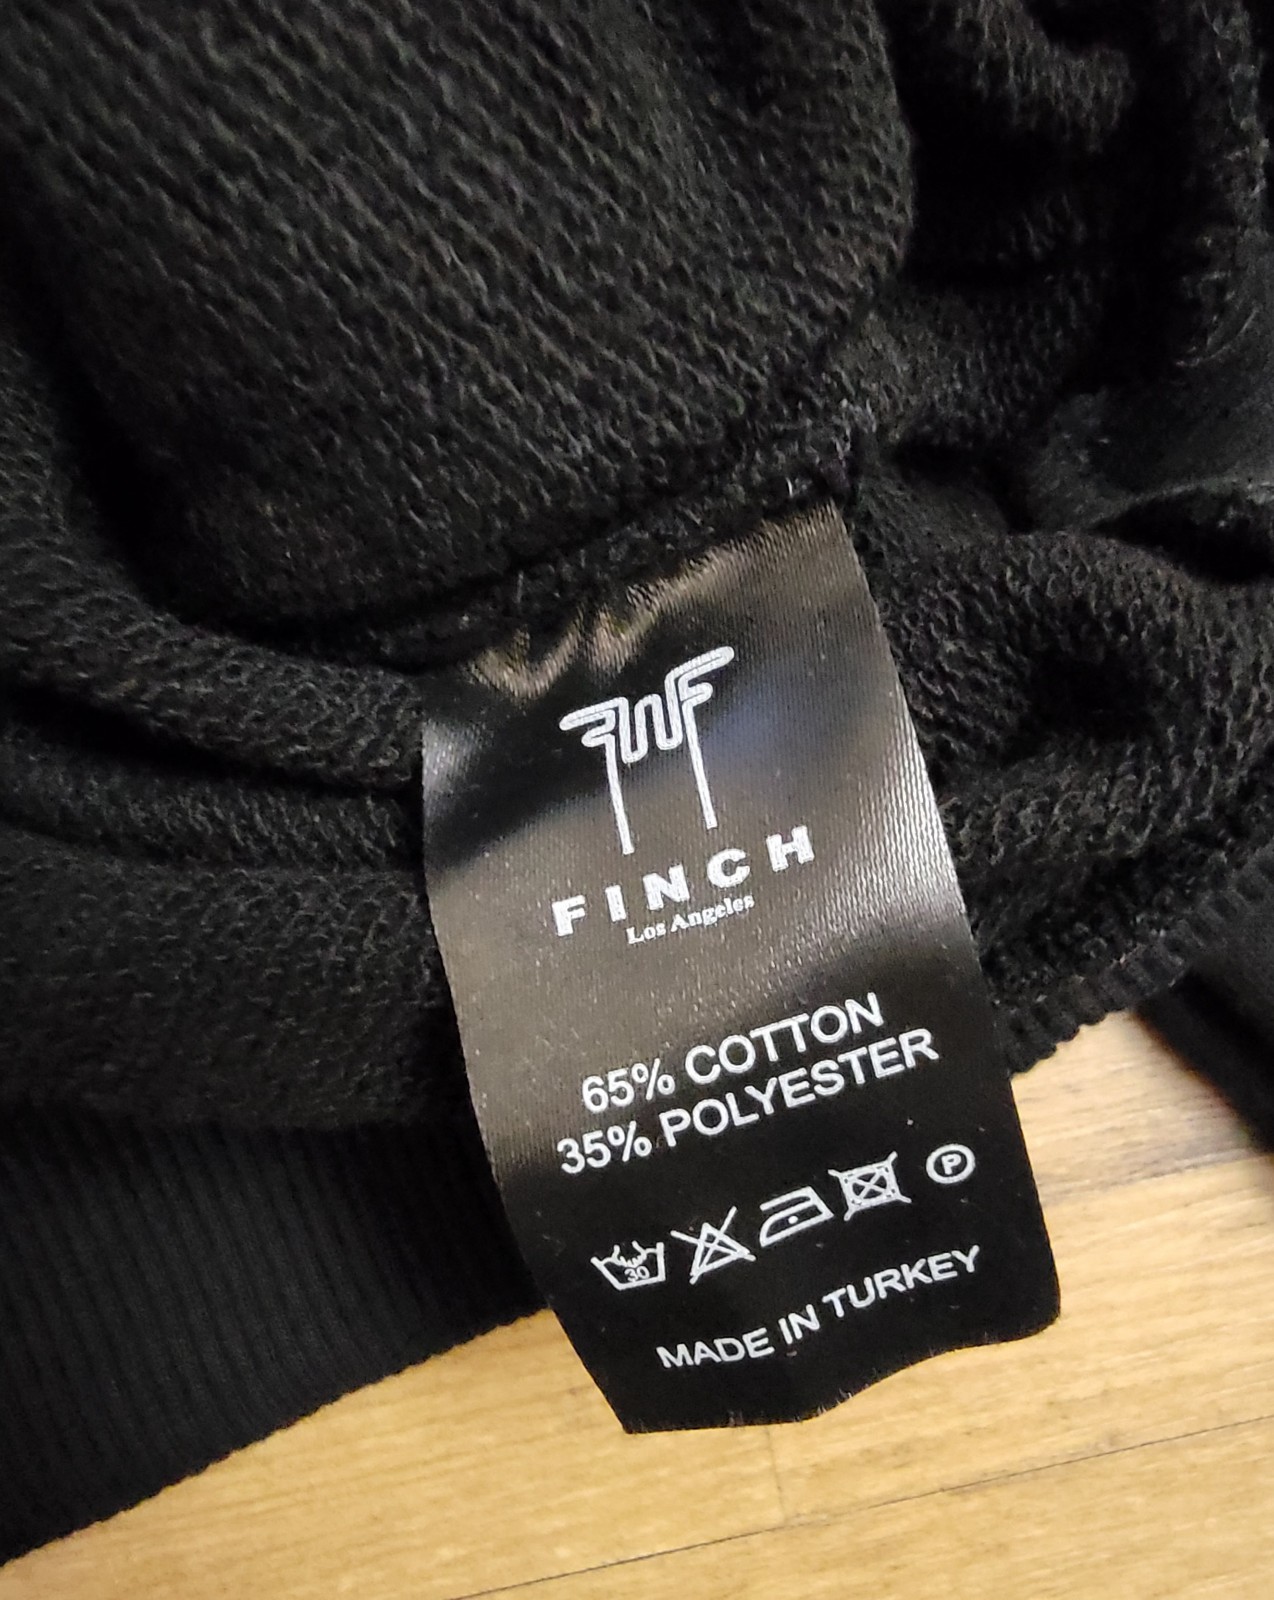 FINCH
Los Angeles
65% COTTON
35% POLYESTER
30 P
MADE IN TURKEY